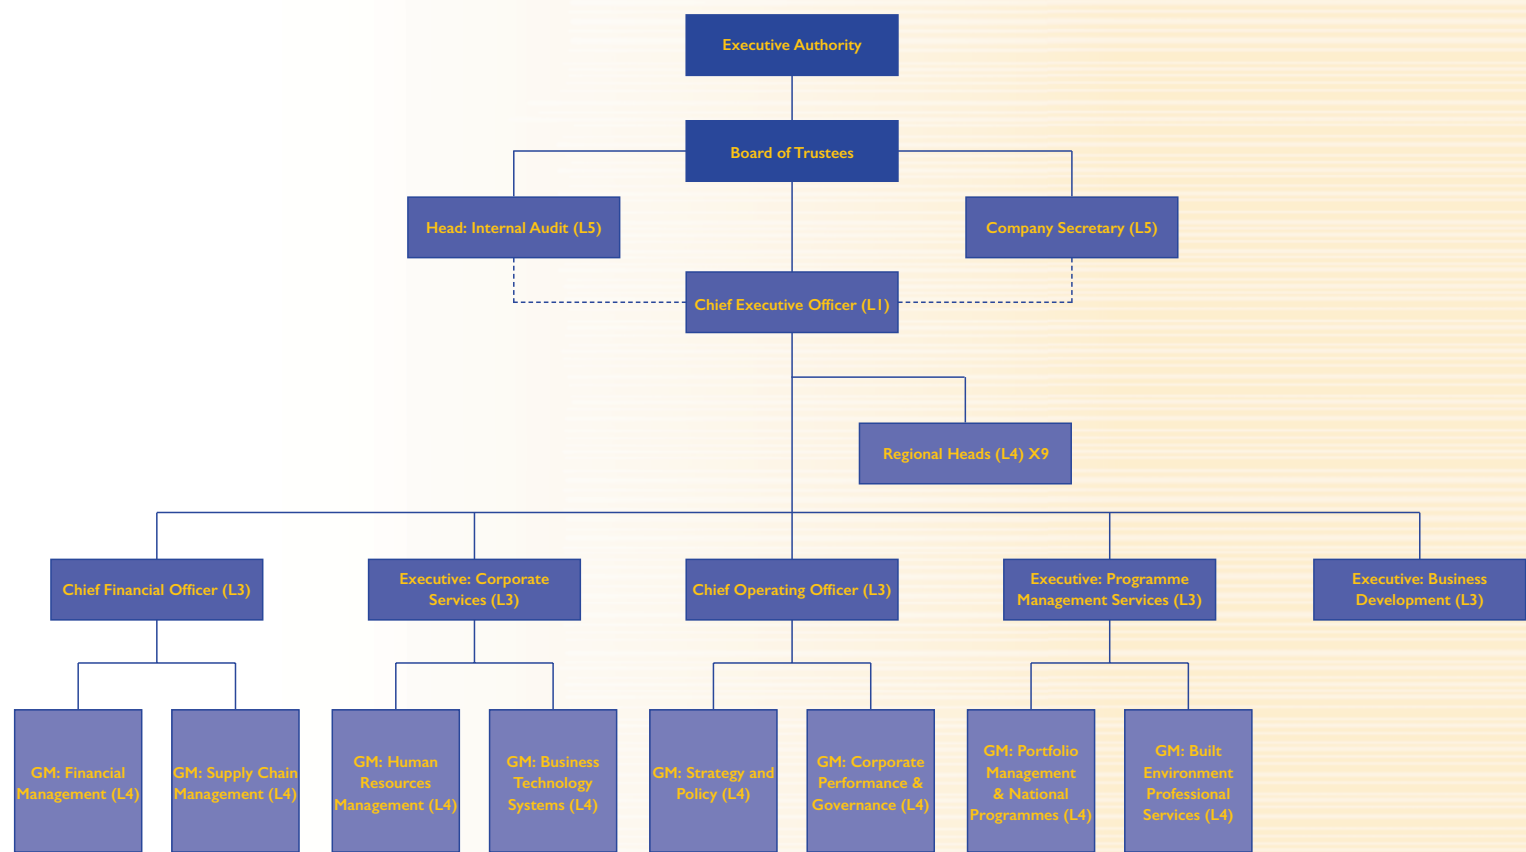 Executive Authority
Board of Trustees
Head: Internal Audit (L5)
Company Secretary (L5)
Chief Executive Officer (L1)
Regional Heads (L4) X9
Chief Financial Officer (L3)
Executive: Corporate
Services (L3)
Chief Operating Officer (L3)
Executive: Programme
Management Services (L3)
Executive: Business
Development (L3)
GM: Financial
Management (L4)
GM: Supply Chain
Management (L4)
GM: Human
Resources
Management (L4)
GM: Business
Technology
Systems (L4)
GM: Strategy and
Policy (L4)
GM: Corporate
Performance &
Governance (L4)
GM: Portfolio
Management
& National
Programmes (L4)
GM: Built
Environment
Professional
Services (L4)